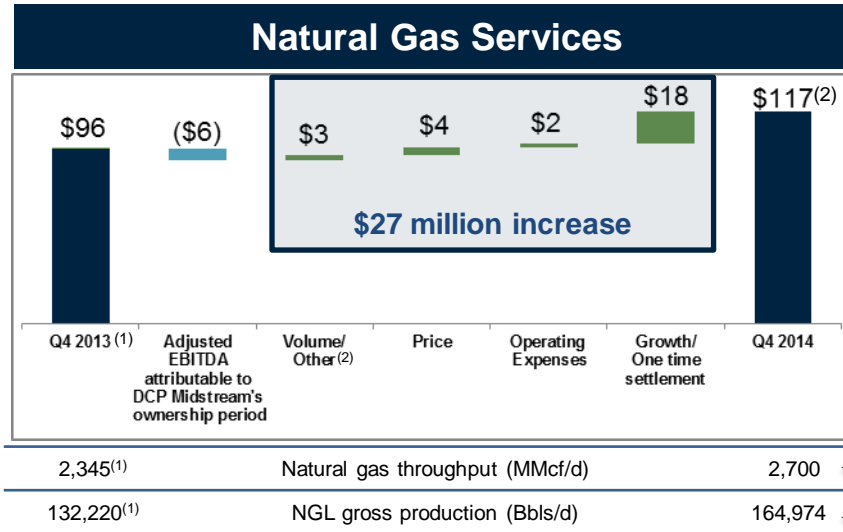 Natural Gas Services
$96
($6)
$3
$4
$2
$18
$117(2)
$27 million increase
Q4 2013 (1)
Adjusted
EBITDA
attributable to
DCP Midstream's
ownership period
Volume/
Other(2)
Price
Operating
Expenses
Growth/
One time
settlement
Q4 2014
2,345(1) Natural gas throughput (MMcf/d) 2,700
132,220(1) NGL gross production (Bbls/d) 164,974